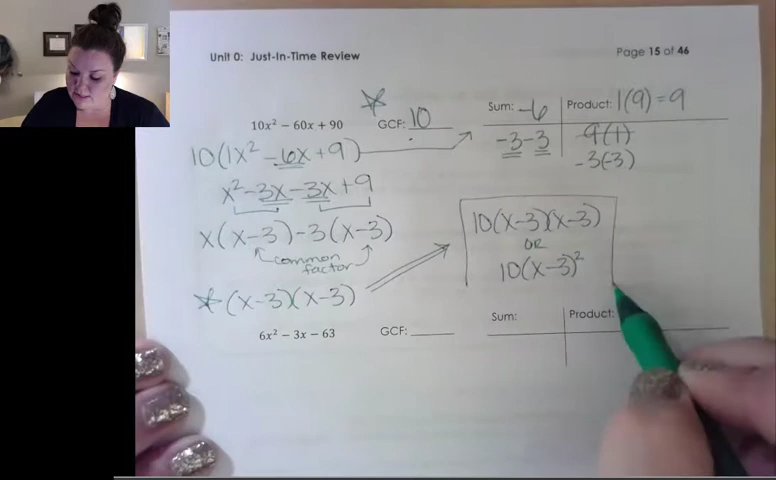 Unit 0: Just-In-Time Review
Page 15 of 46
10x² − 60x + 90
GCF: 10
Sum: -6
Product: 1(9) = 9
-3 -3
9(1)
-3(-3)
10(1x² - 6x + 9)
x² - 3x - 3x + 9
x(x-3) - 3(x-3)
common
factor
(x-3)(x-3)
10(x-3)(x-3)
OR
10(x-3)²
6x² − 3x − 63
GCF:
Sum:
Product: